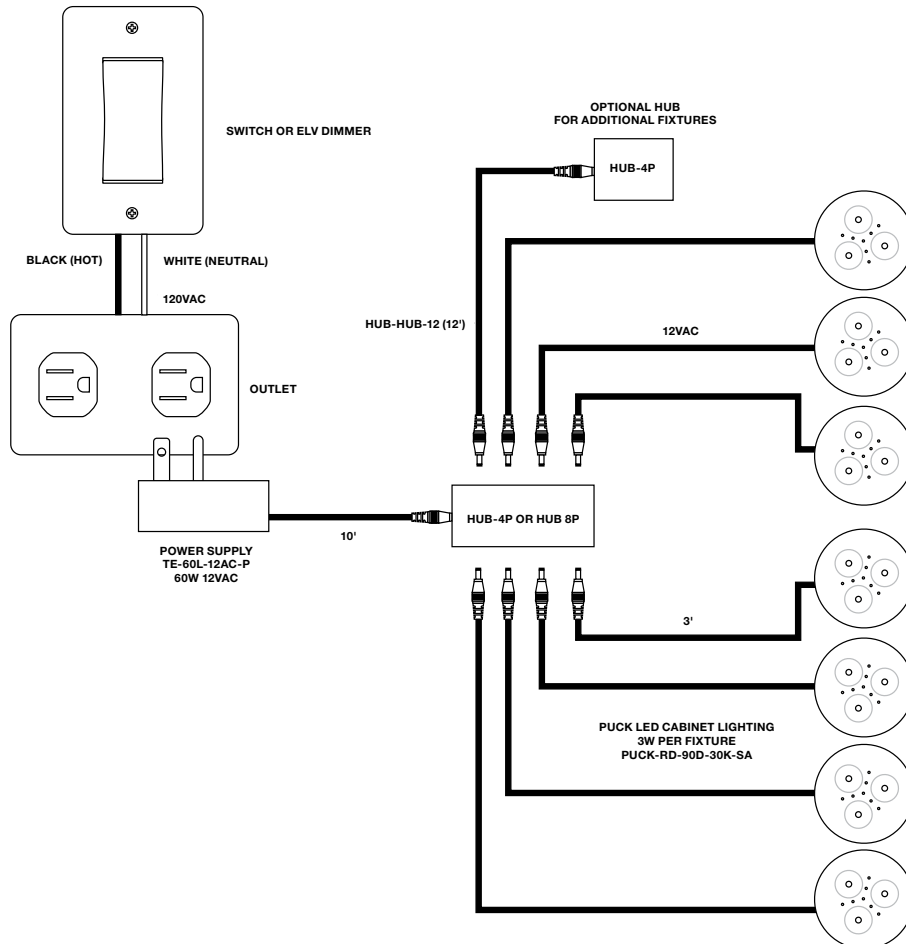 SWITCH OR ELV DIMMER
OPTIONAL HUB
FOR ADDITIONAL FIXTURES
HUB-4P
BLACK (HOT)
WHITE (NEUTRAL)
120VAC
HUB-HUB-12 (12')
12VAC
OUTLET
HUB-4P OR HUB 8P
10'
POWER SUPPLY
TE-60L-12AC-P
60W 12VAC
3'
PUCK LED CABINET LIGHTING
3W PER FIXTURE
PUCK-RD-90D-30K-SA